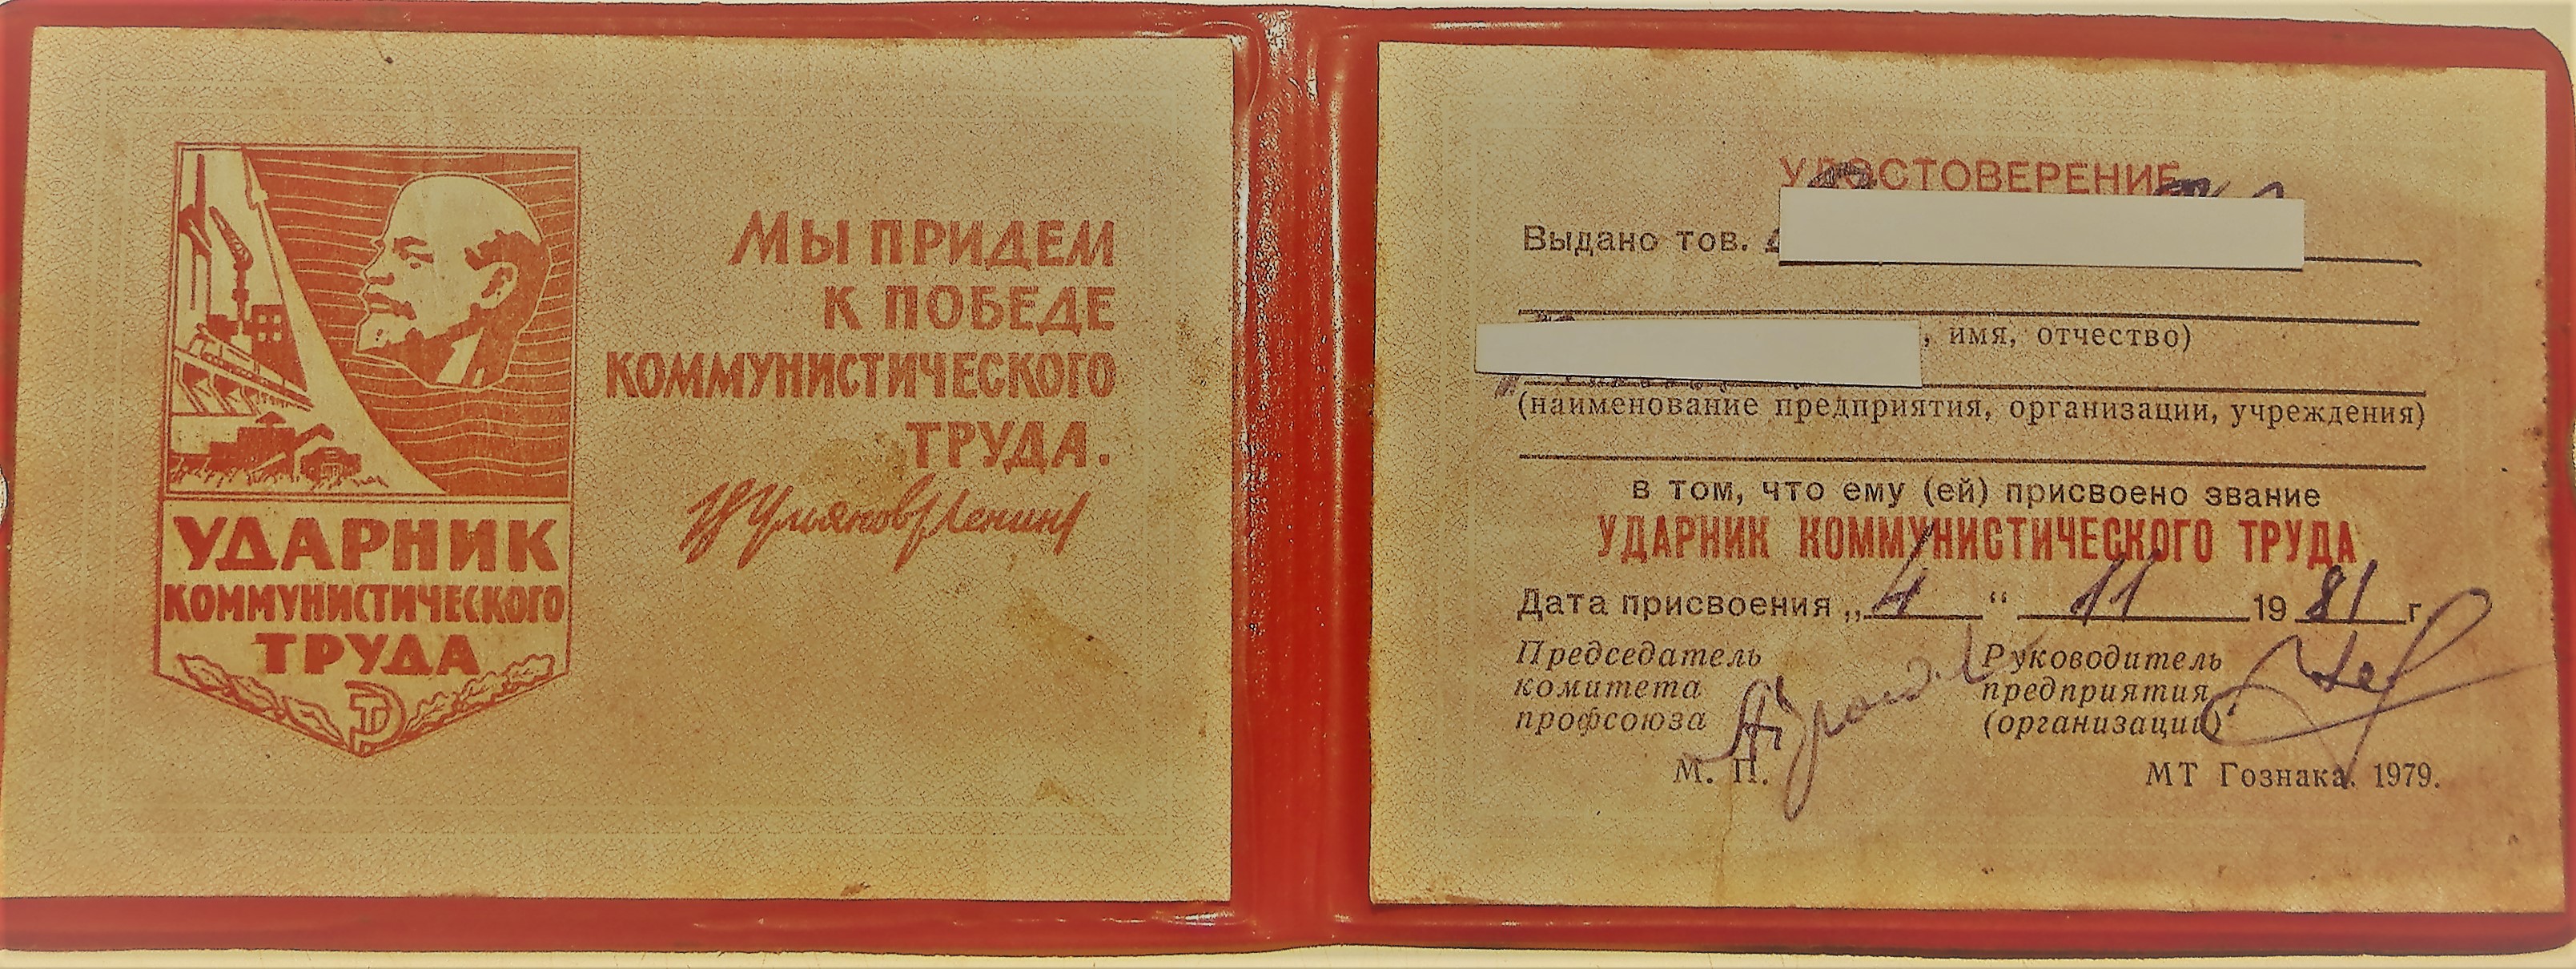 УДАРНИК
КОММУНИСТИЧЕСКОГО
ТРУДА
МЫ ПРИДЕМ
К ПОБЕДЕ
КОММУНИСТИЧЕСКОГО
ТРУДА.
В Ульянов (Ленин)
УДОСТОВЕРЕНИЕ
Выдано тов.
, имя, отчество)
(наименование предприятия, организации, учреждения)
в том, что ему (ей) присвоено звание
УДАРНИК КОММУНИСТИЧЕСКОГО ТРУДА
Дата присвоения „4“ 11 1981 г.
Председатель
комитета
профсоюза
М. П.
Руководитель
предприятия
(организации)
МТ Гознака. 1979.